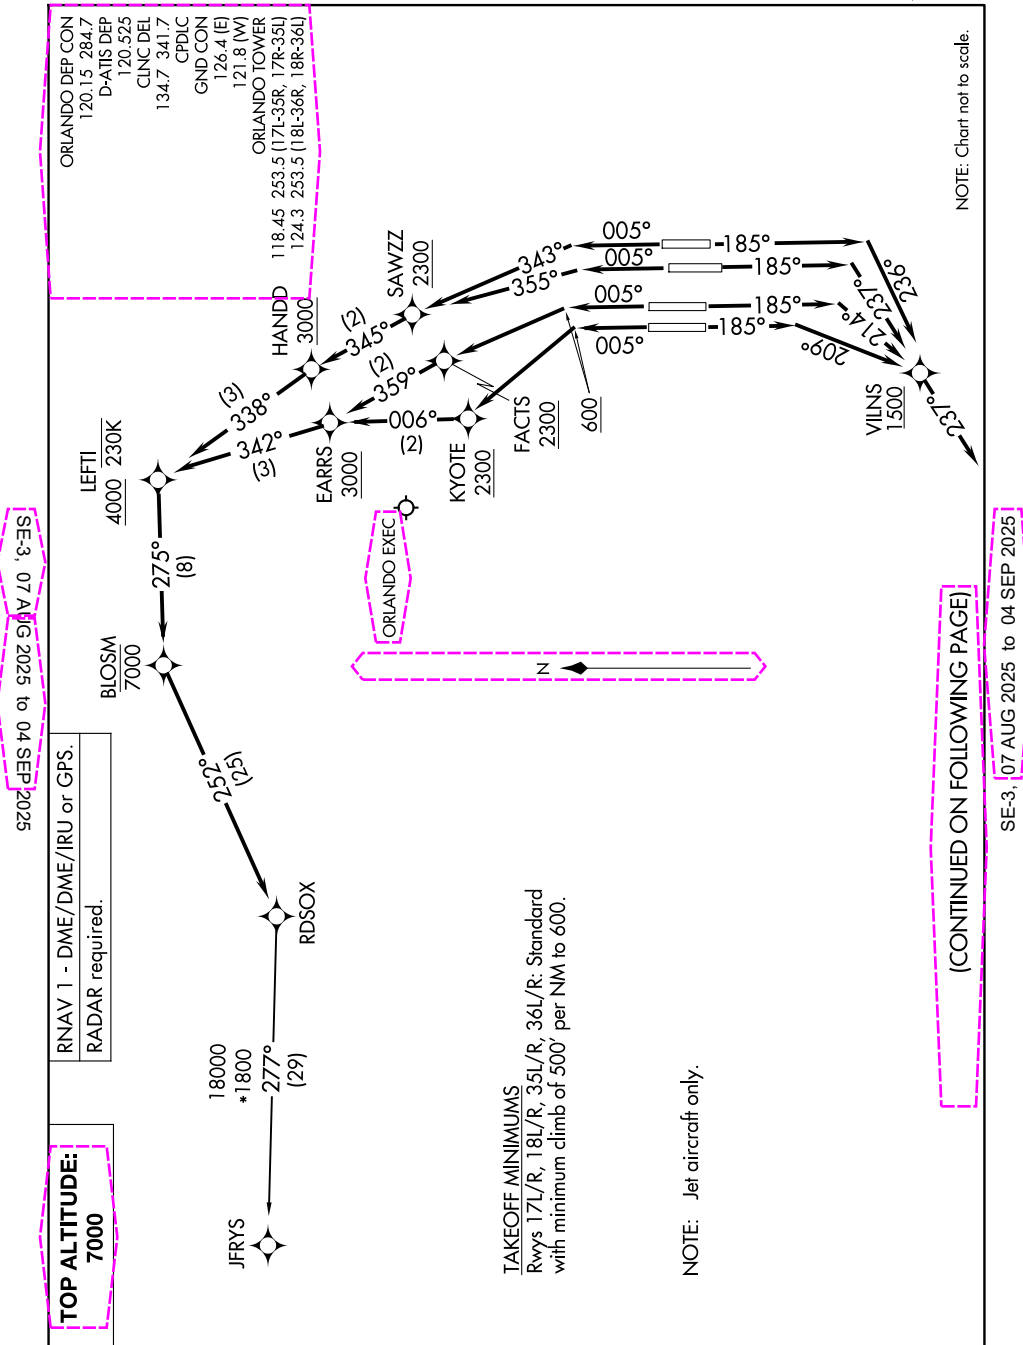 ORLANDO DEP CON
120.15 284.7
D-ATIS DEP
120.525
CLNC DEL
134.7 341.7
CPDLC
GND CON
126.4 (E)
121.8 (W)
ORLANDO TOWER
118.45 253.5 (17L-35R, 17R-35L)
124.3 253.5 (18L-36R, 18R-36L)
NOTE: Chart not to scale.
HANDD
3000
SAWZZ
2300
343°
355°
005°
005°
005°
005°
185°
185°
185°
185°
236°
237°
214°
209°
VILNS
1500
237°
345°
(2)
359°
(2)
338°
(3)
342°
(3)
006°
(2)
FACTS
2300
600
KYOTE
2300
EARRS
3000
LEFTI
4000 230K
275°
(8)
BLOSM
7000
ORLANDO EXEC
N
252°
(25)
RDSOX
18000
*1800
277°
(29)
JFRYS
RNAV 1 - DME/DME/IRU or GPS.
RADAR required.
TOP ALTITUDE:
7000
TAKEOFF MINIMUMS
Rwys 17L/R, 18L/R, 35L/R, 36L/R: Standard
with minimum climb of 500' per NM to 600.
NOTE: Jet aircraft only.
(CONTINUED ON FOLLOWING PAGE)
SE-3, 07 AUG 2025 to 04 SEP 2025
SE-3, 07 AUG 2025 to 04 SEP 2025